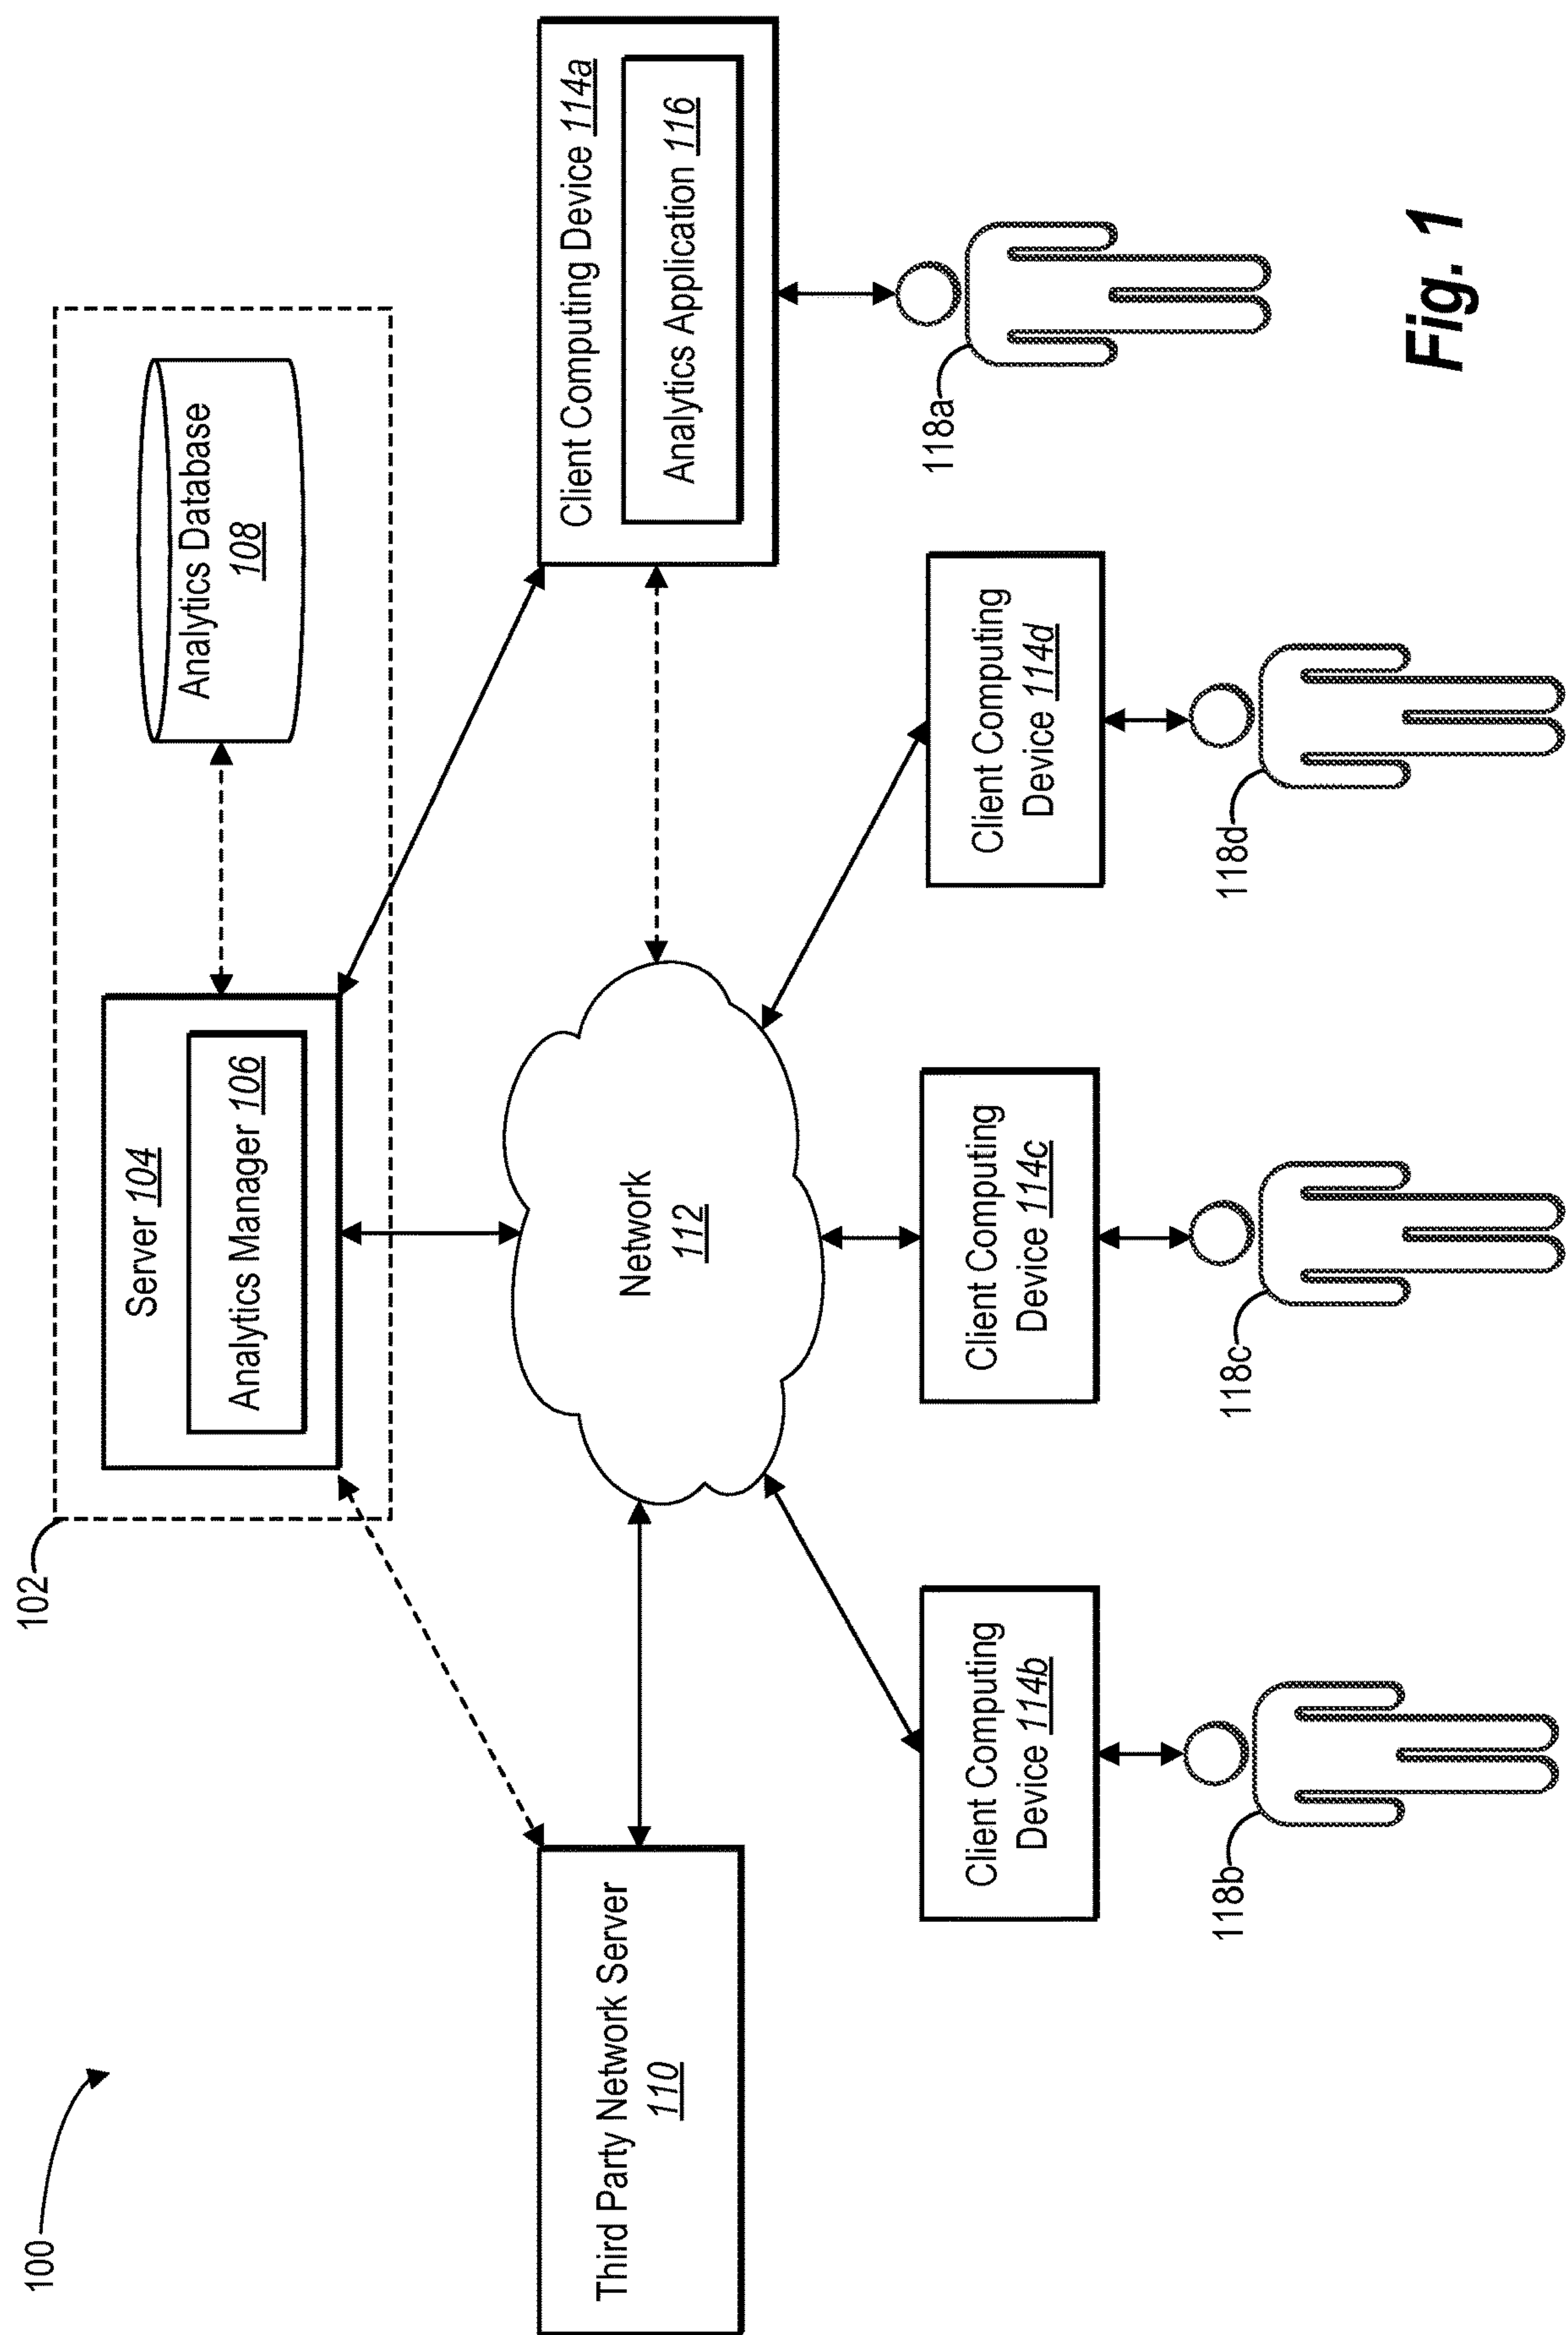 100
102
Server 104
Analytics Manager 106
Analytics Database
108
Third Party Network Server
110
Network
112
Client Computing Device 114a
Analytics Application 116
Client Computing
Device 114b
Client Computing
Device 114c
Client Computing
Device 114d
118b
118c
118d
118a
Fig. 1